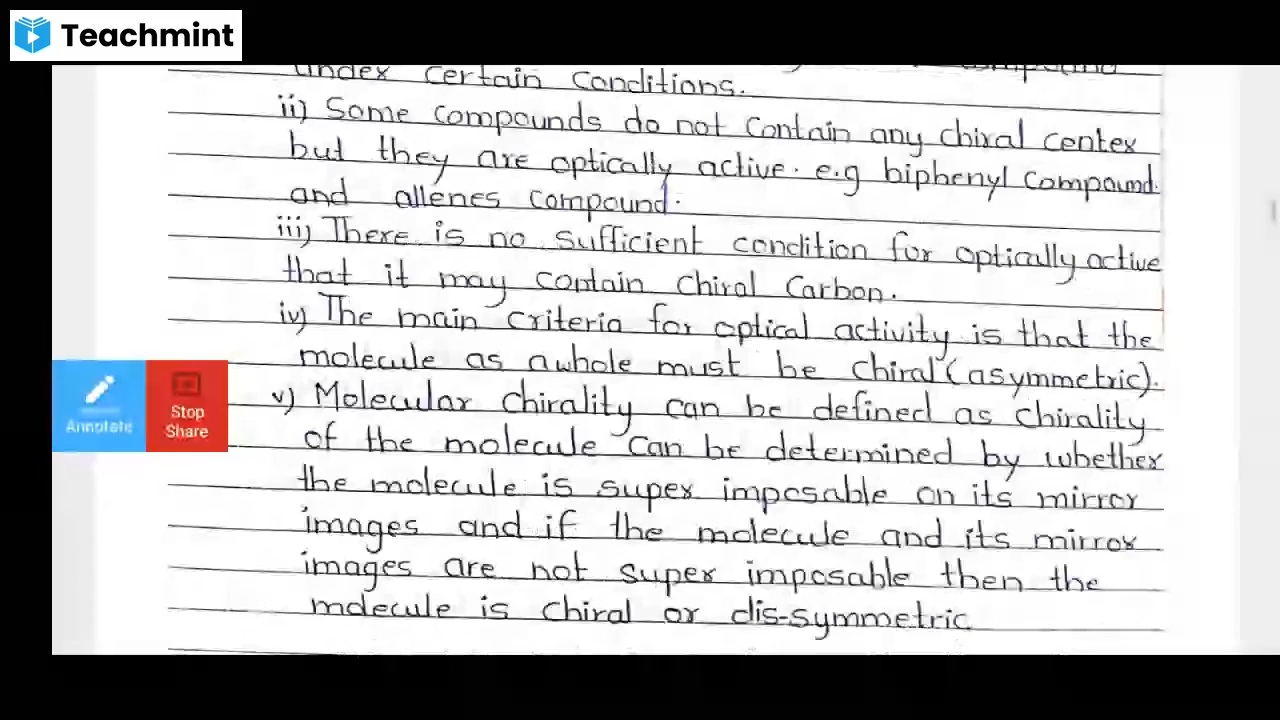 Teachmint
under certain conditions.
ii) Some compounds do not contain any chiral center
but they are optically active. e.g biphenyl compound.
and allenes compound.
iii) There is no sufficient condition for optically active
that it may contain chiral Carbon.
iv) The main criteria for optical activity is that the
molecule as awhole must be chiral (asymmetric).
v) Molecular chirality can be defined as chirality
of the molecule can be determined by whether
the molecule is super imposable on its mirror
images and if the molecule and its mirror
images are not super imposable then the
molecule is chiral or dis-symmetric
Annotate
Stop
Share